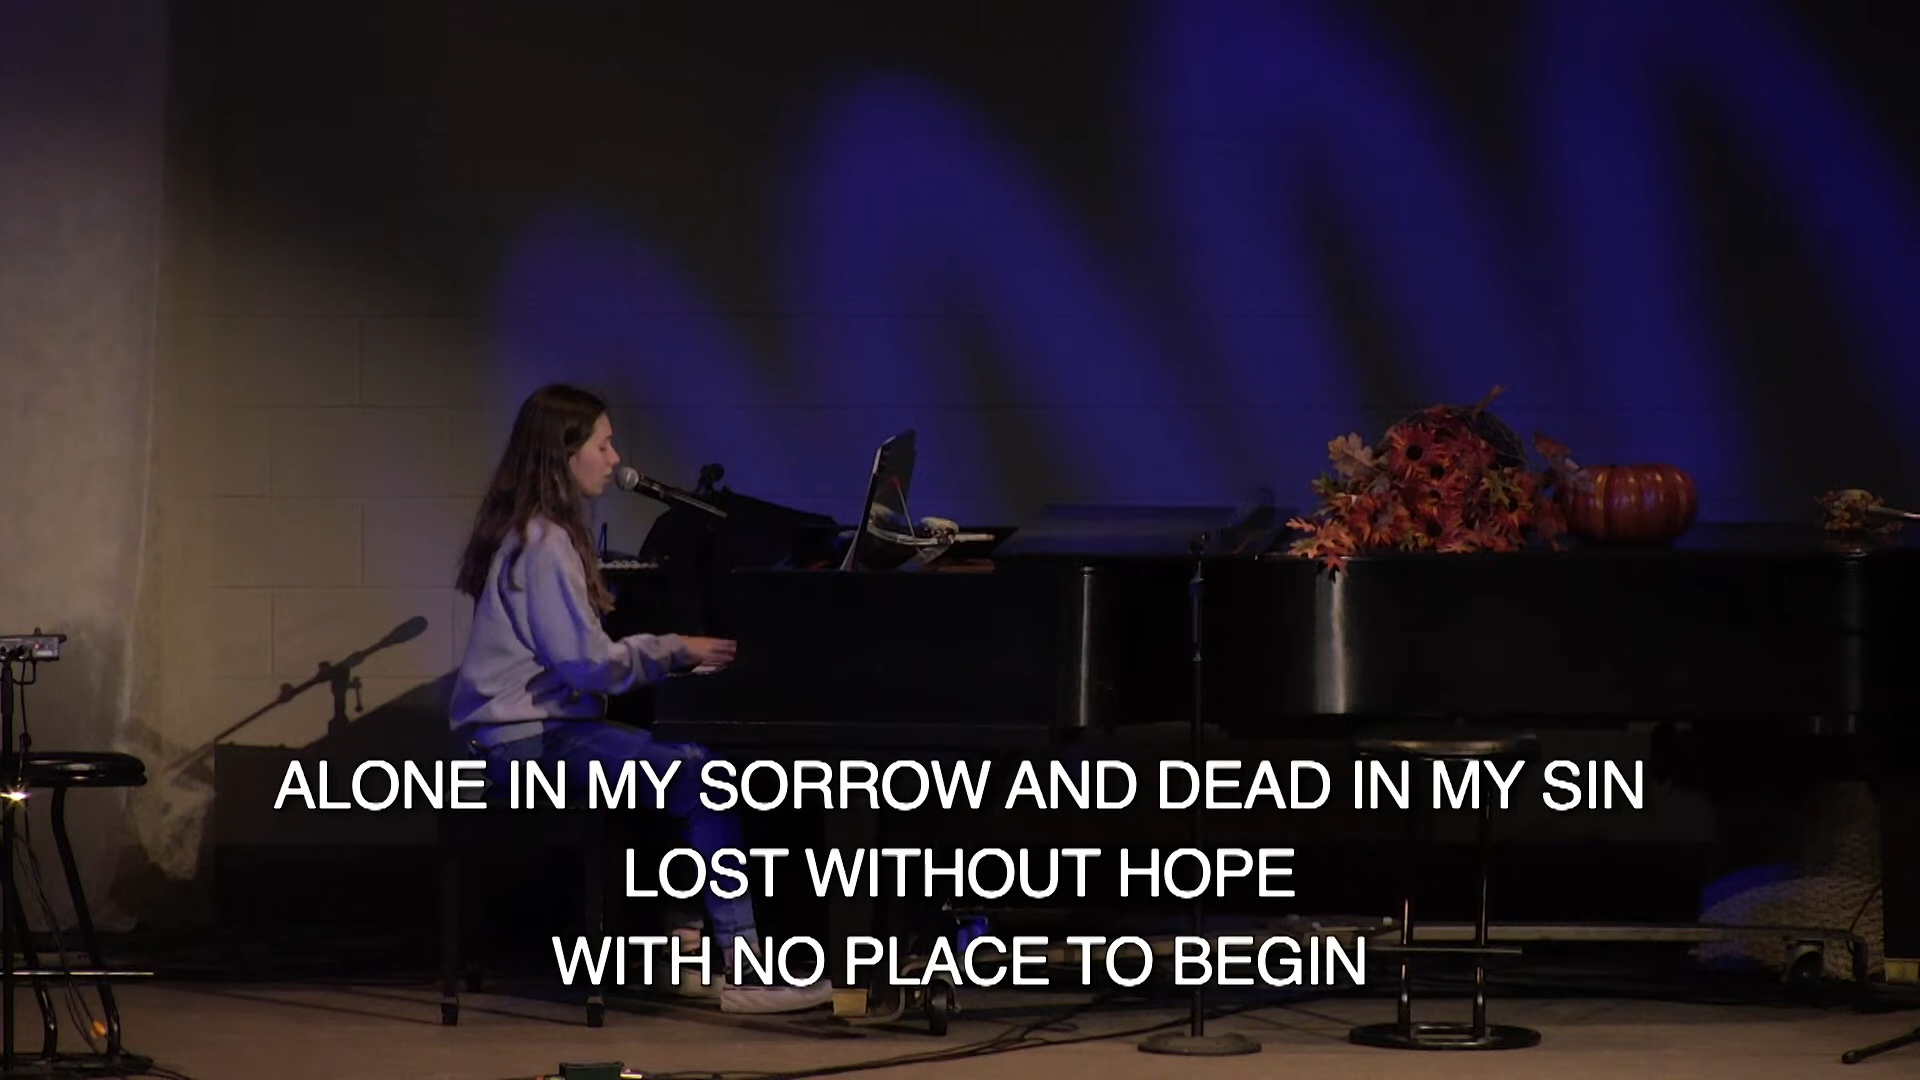 ALONE IN MY SORROW AND DEAD IN MY SIN
LOST WITHOUT HOPE
WITH NO PLACE TO BEGIN